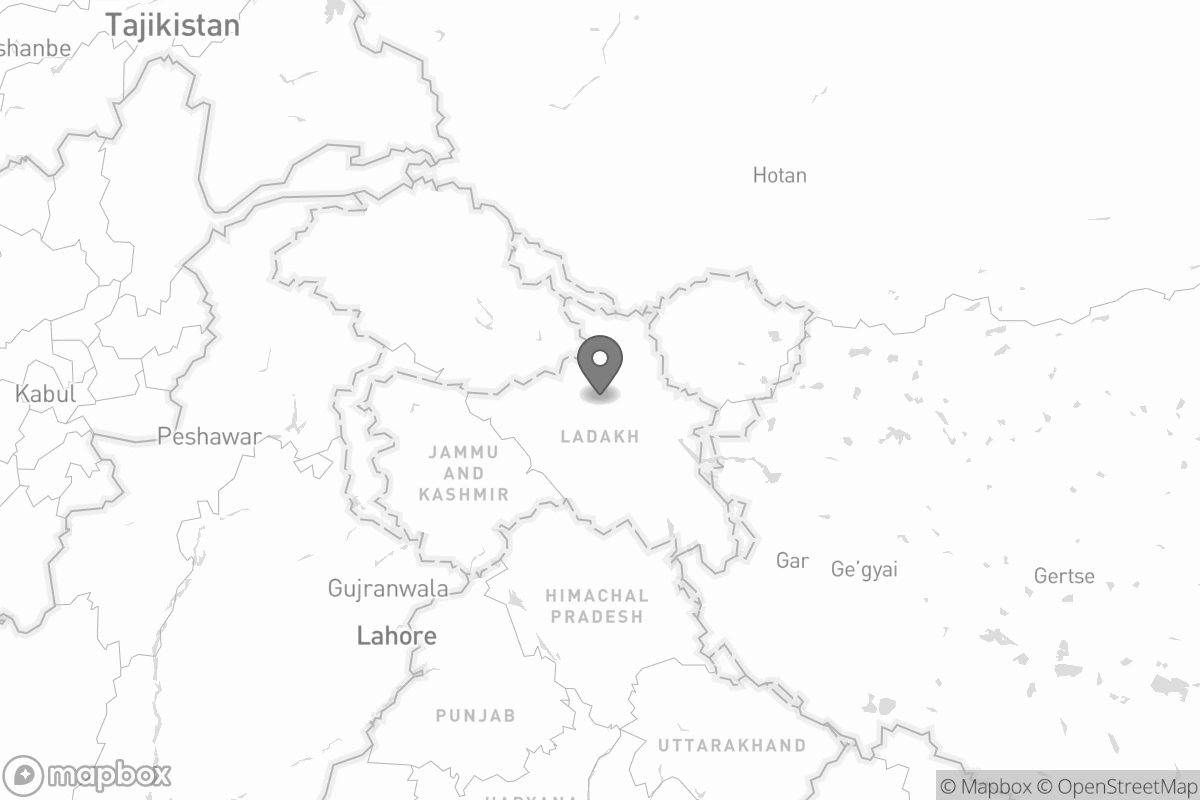 Tajikistan
shanbe
Hotan
Kabul
Peshawar
LADAKH
JAMMU
AND
KASHMIR
Gar
Ge'gyai
Gertse
Gujranwala
HIMACHAL
PRADESH
Lahore
PUNJAB
UTTARAKHAND
HARYANA
mapbox
© Mapbox © OpenStreetMap